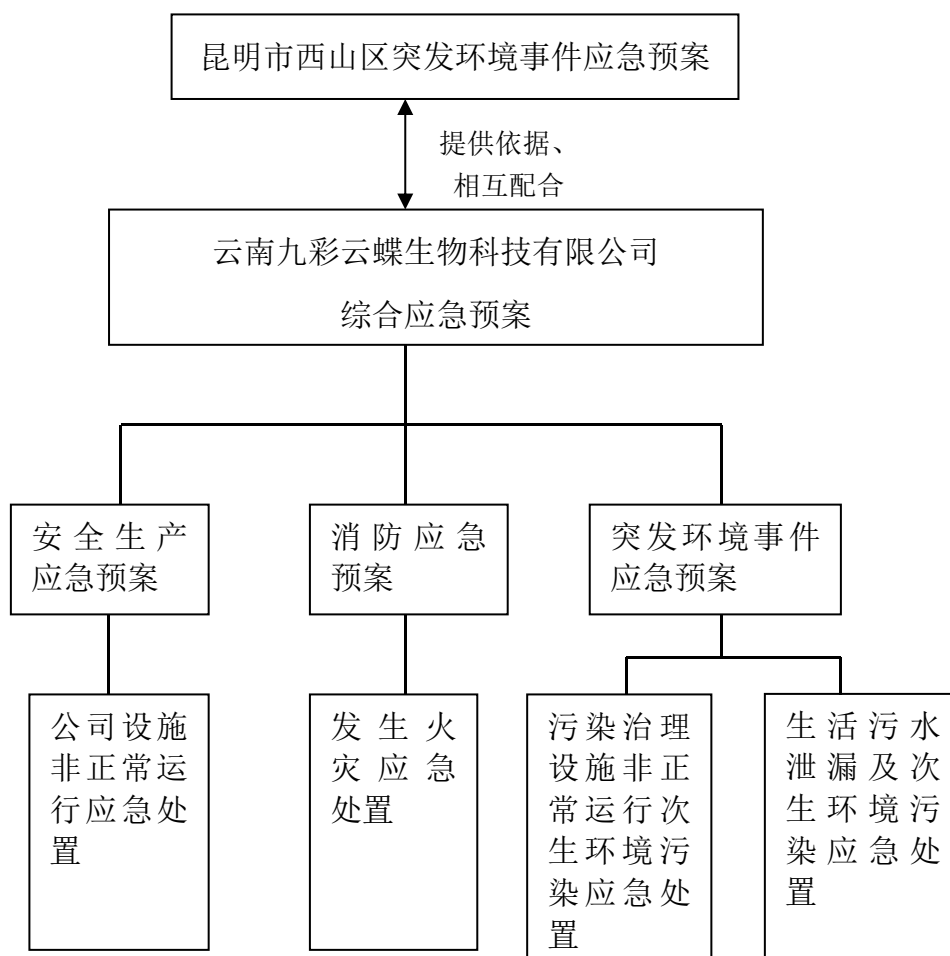 昆明市西山区突发环境事件应急预案
提供依据、
相互配合
云南九彩云蝶生物科技有限公司
综合应急预案
安全生产
应急预案
消防应急
预案
突发环境事件
应急预案
公司设施
非正常运
行应急处
置
发生火
灾应急
处置
污染治理
设施非正
常运行次
生环境污
染应急处
置
生活污水
泄漏及次
生环境污
染应急处
置